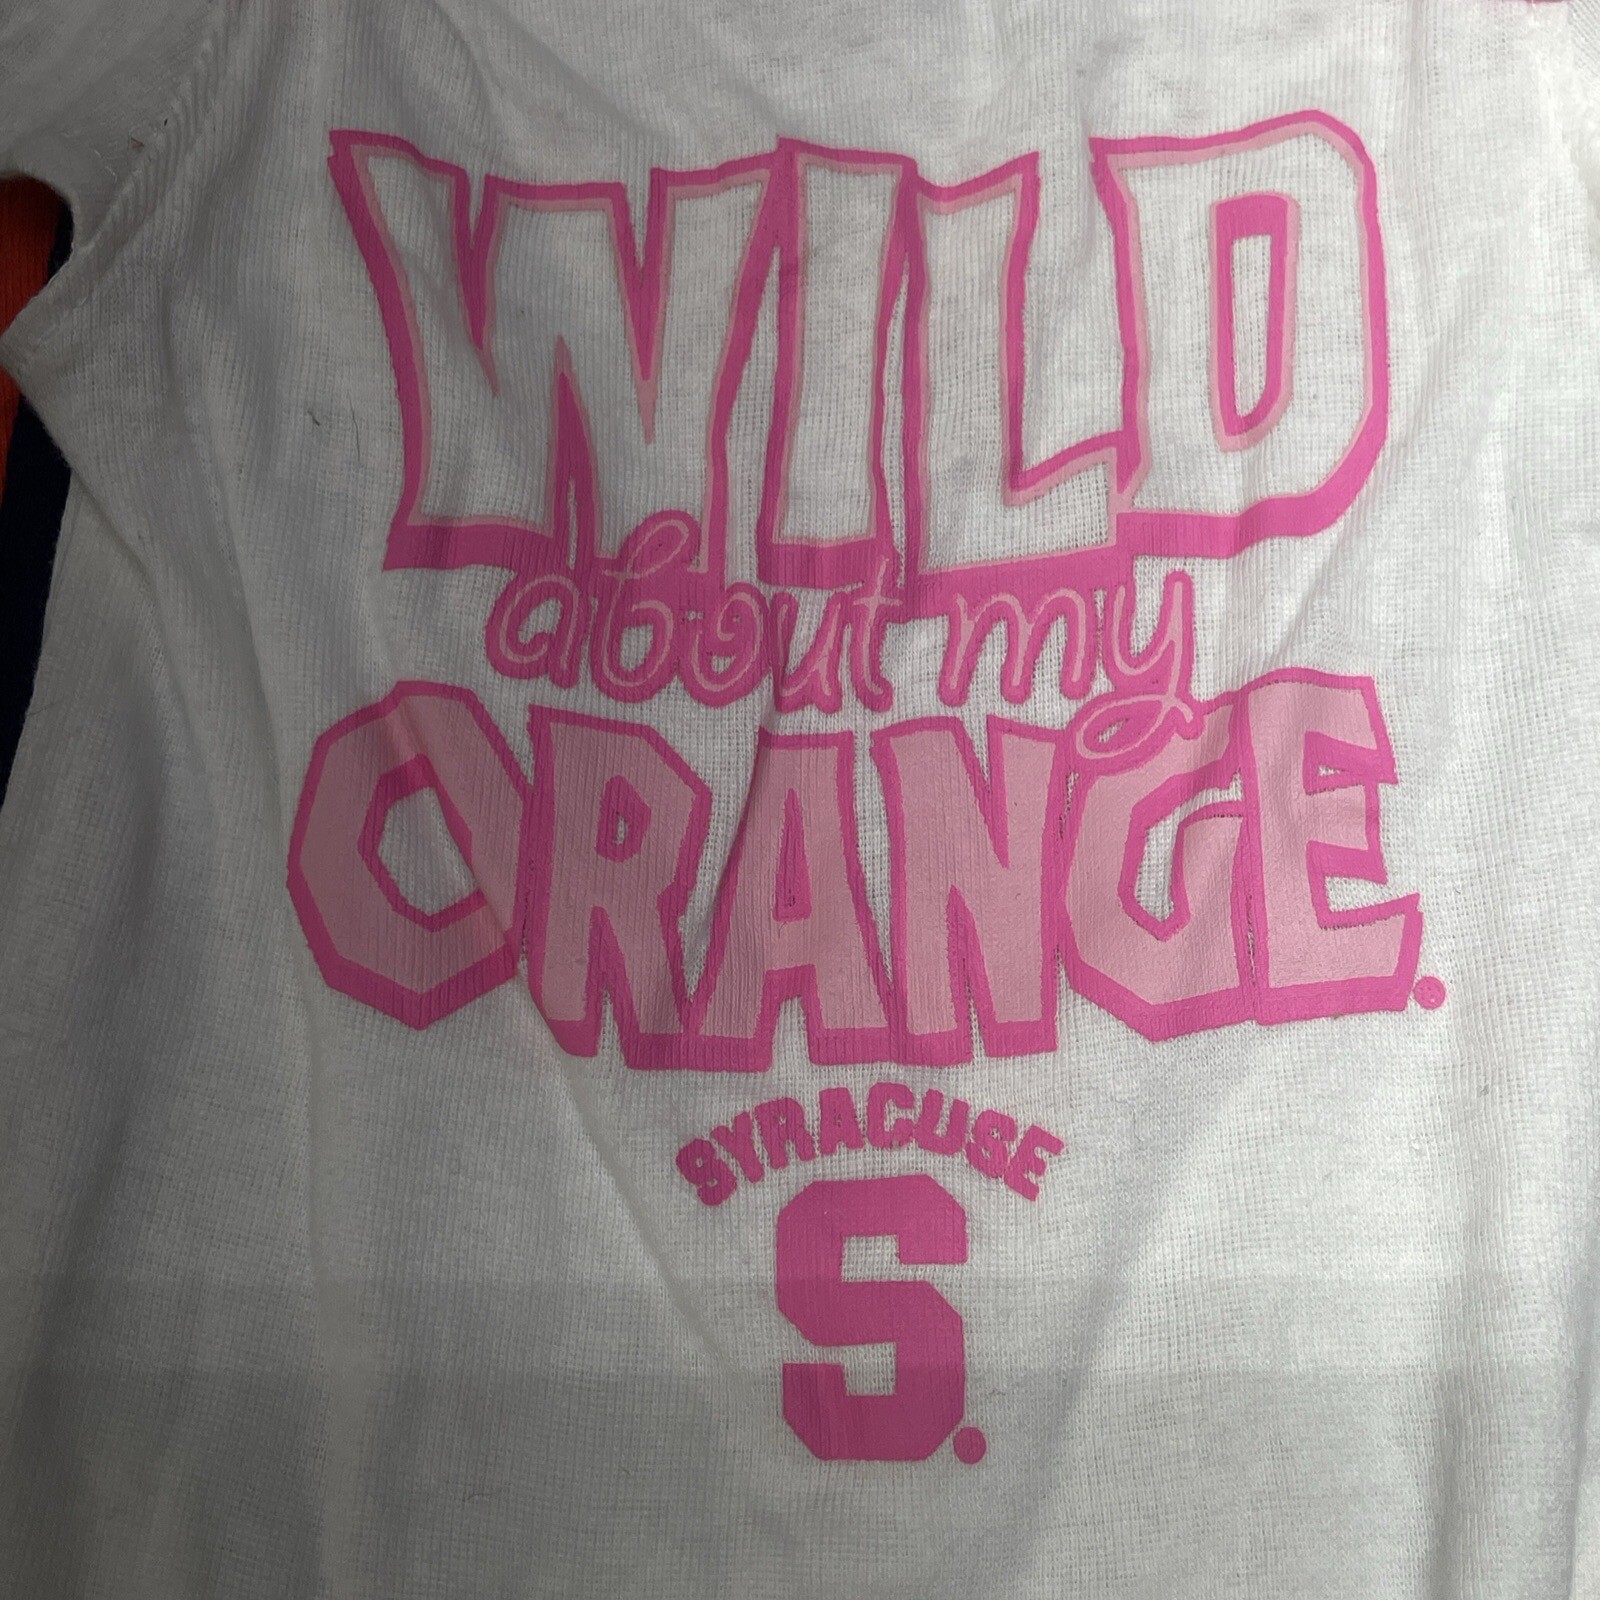 WILD
about my
ORANGE.
SYRACUSE
S.